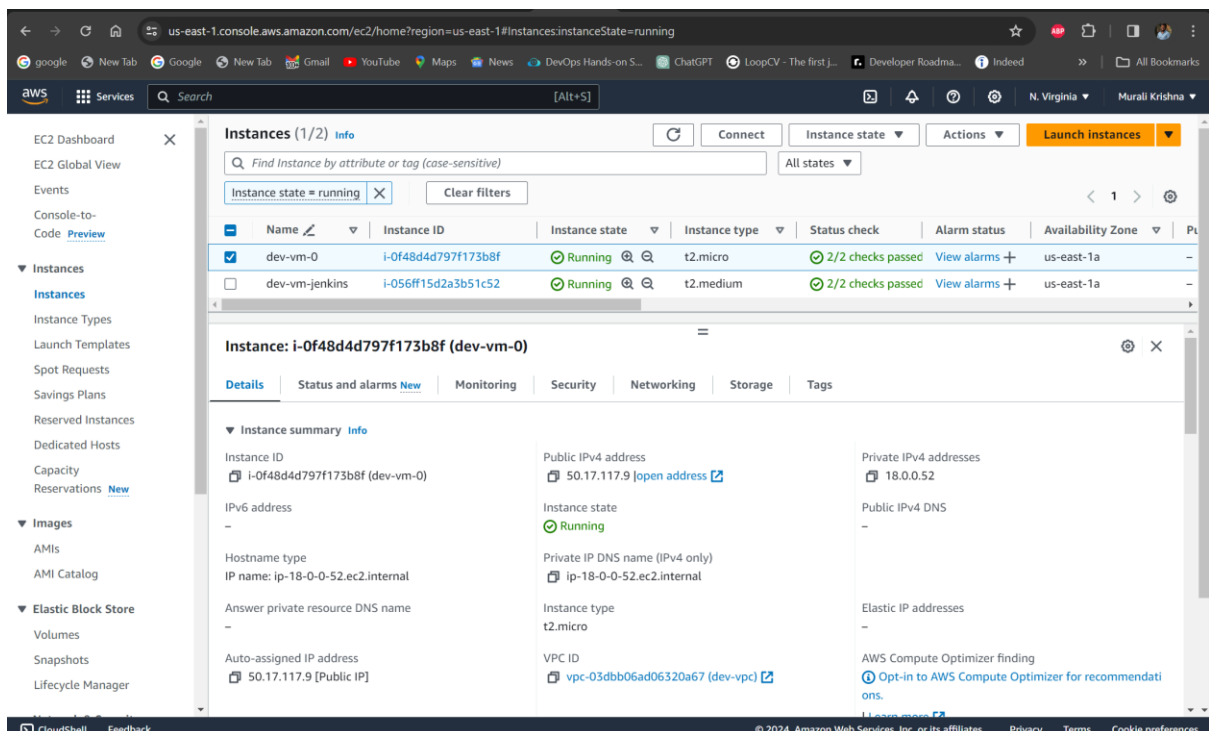 us-east-1.console.aws.amazon.com/ec2/home?region=us-east-1#Instances:instanceState=running
google New Tab Google New Tab Gmail YouTube Maps News DevOps Hands-on S... ChatGPT LoopCV - The first j... Developer Roadma... Indeed » All Bookmarks
aws Services Search [Alt+S] N. Virginia ▼ Murali Krishna ▼
EC2 Dashboard
EC2 Global View
Events
Console-to-
Code Preview
Instances
Instances
Instance Types
Launch Templates
Spot Requests
Savings Plans
Reserved Instances
Dedicated Hosts
Capacity
Reservations New
Images
AMIs
AMI Catalog
Elastic Block Store
Volumes
Snapshots
Lifecycle Manager
Instances (1/2) Info Connect Instance state Actions Launch instances
Find Instance by attribute or tag (case-sensitive) All states
Instance state = running Clear filters 1
Name Instance ID Instance state Instance type Status check Alarm status Availability Zone Pu
dev-vm-0 i-0f48d4d797f173b8f Running t2.micro 2/2 checks passed View alarms + us-east-1a –
dev-vm-jenkins i-056ff15d2a3b51c52 Running t2.medium 2/2 checks passed View alarms + us-east-1a –
Instance: i-0f48d4d797f173b8f (dev-vm-0)
Details Status and alarms New Monitoring Security Networking Storage Tags
Instance summary Info
Instance ID Public IPv4 address Private IPv4 addresses
i-0f48d4d797f173b8f (dev-vm-0) 50.17.117.9 |open address 18.0.0.52
IPv6 address Instance state Public IPv4 DNS
– Running –
Hostname type Private IP DNS name (IPv4 only)
IP name: ip-18-0-0-52.ec2.internal ip-18-0-0-52.ec2.internal
Answer private resource DNS name Instance type Elastic IP addresses
– t2.micro –
Auto-assigned IP address VPC ID AWS Compute Optimizer finding
50.17.117.9 [Public IP] vpc-03dbb06ad06320a67 (dev-vpc) Opt-in to AWS Compute Optimizer for recommendati
ons.
Learn more
CloudShell Feedback © 2024, Amazon Web Services, Inc. or its affiliates. Privacy Terms Cookie preferences